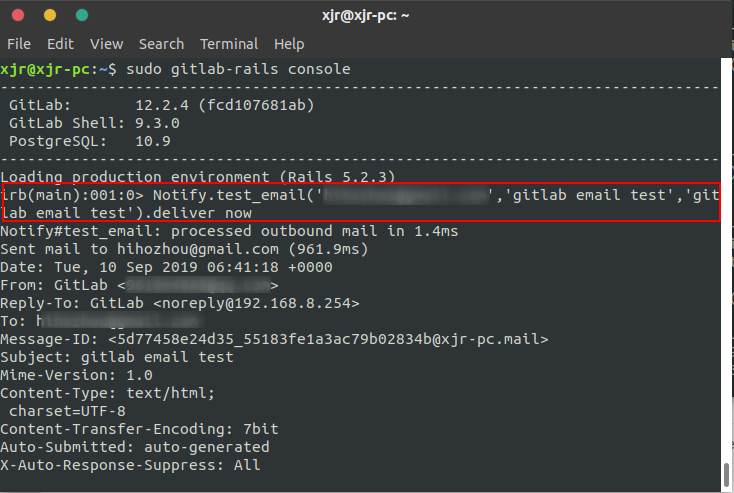 xjr@xjr-pc: ~
File Edit View Search Terminal Help
xjr@xjr-pc:~$ sudo gitlab-rails console
--------------------------------------------------------------------------------
GitLab: 12.2.4 (fcd107681ab)
GitLab Shell: 9.3.0
PostgreSQL: 10.9
--------------------------------------------------------------------------------
Loading production environment (Rails 5.2.3)
irb(main):001:0> Notify.test_email('','gitlab email test','git
lab email test').deliver_now
Notify#test_email: processed outbound mail in 1.4ms
Sent mail to hihozhou@gmail.com (961.9ms)
Date: Tue, 10 Sep 2019 06:41:18 +0000
From: GitLab <>
Reply-To: GitLab <noreply@192.168.8.254>
To:
Message-ID: <5d77458e24d35_55183fe1a3ac79b02834b@xjr-pc.mail>
Subject: gitlab email test
Mime-Version: 1.0
Content-Type: text/html;
charset=UTF-8
Content-Transfer-Encoding: 7bit
Auto-Submitted: auto-generated
X-Auto-Response-Suppress: All